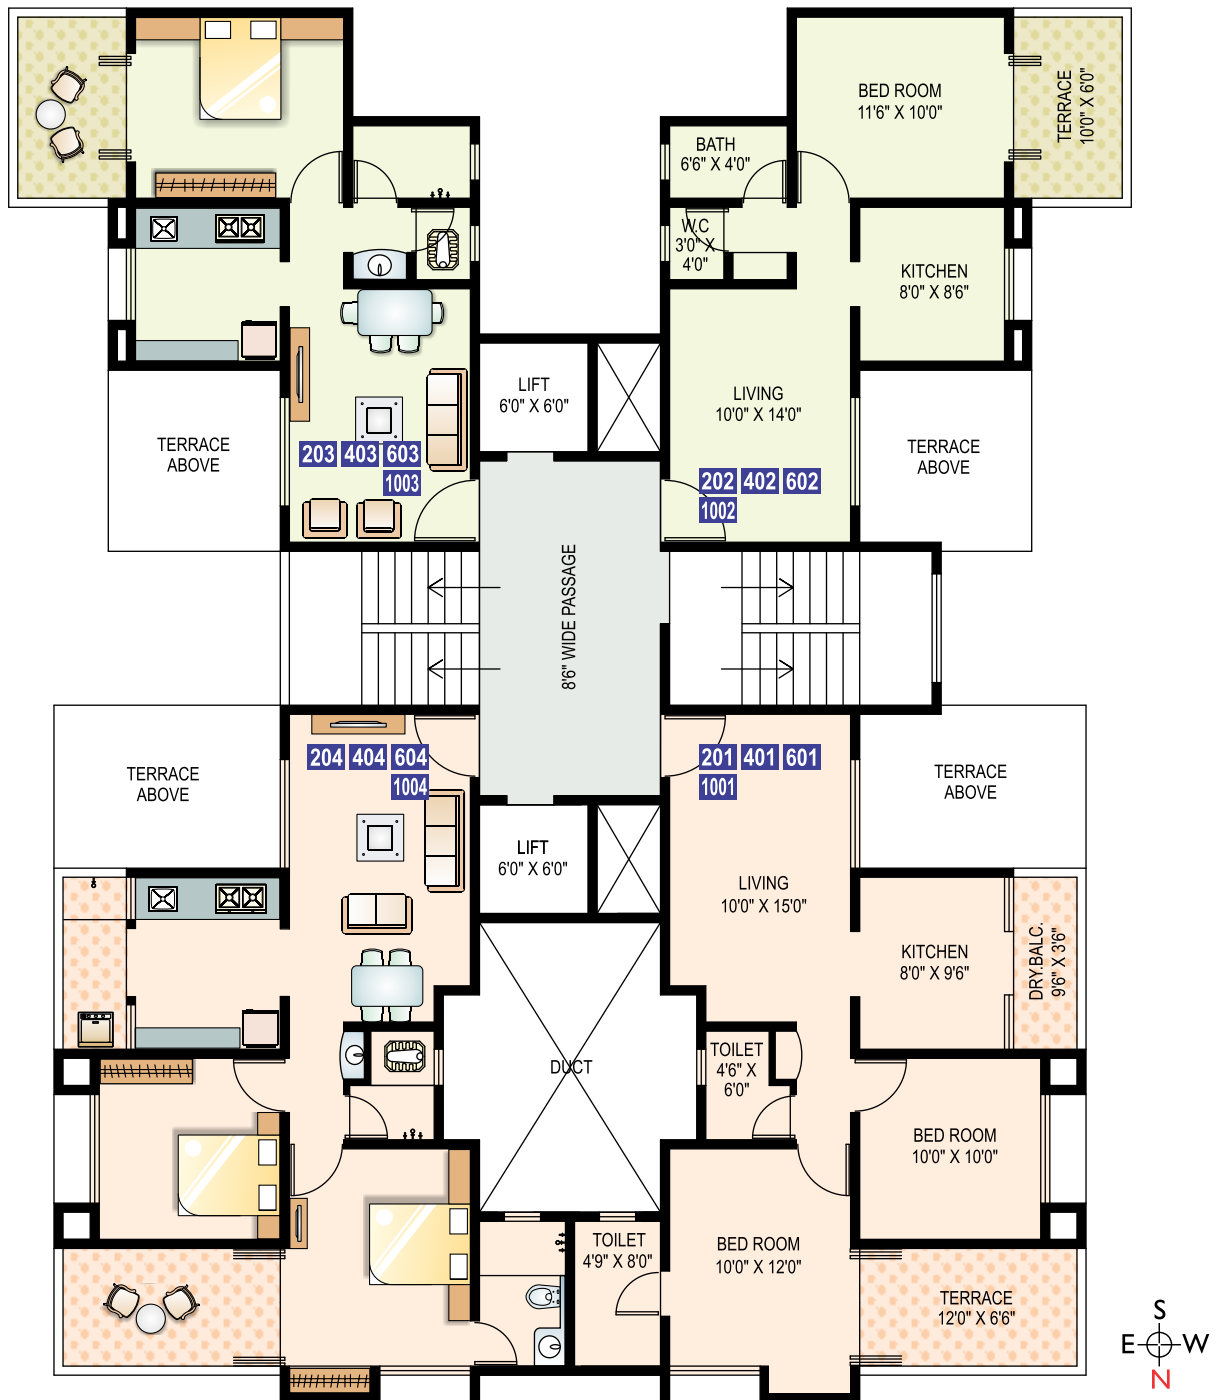 BED ROOM
11'6" X 10'0"
TERRACE
10'0" X 6'0"
BATH
6'6" X 4'0"
W.C
3'0" X
4'0"
KITCHEN
8'0" X 8'6"
LIFT
6'0" X 6'0"
LIVING
10'0" X 14'0"
TERRACE
ABOVE
TERRACE
ABOVE
203 403 603
1003
202 402 602
1002
8'6" WIDE PASSAGE
204 404 604
1004
201 401 601
1001
TERRACE
ABOVE
TERRACE
ABOVE
LIFT
6'0" X 6'0"
LIVING
10'0" X 15'0"
KITCHEN
8'0" X 9'6"
DRY.BALC.
9'6" X 3'6"
DUCT
TOILET
4'6" X
6'0"
BED ROOM
10'0" X 10'0"
TOILET
4'9" X 8'0"
BED ROOM
10'0" X 12'0"
TERRACE
12'0" X 6'6"
S
E W
N